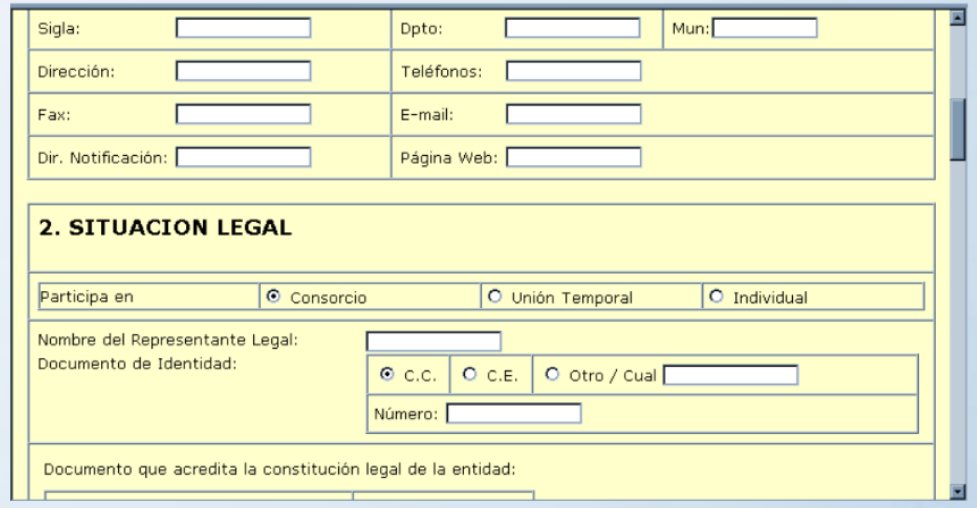 Sigla: Dpto: Mun:
Dirección: Teléfonos:
Fax: E-mail:
Dir. Notificación: Página Web:
2. SITUACION LEGAL
Participa en Consorcio Unión Temporal Individual
Nombre del Representante Legal:
Documento de Identidad:
C.C. C.E. Otro / Cual
Número:
Documento que acredita la constitución legal de la entidad: